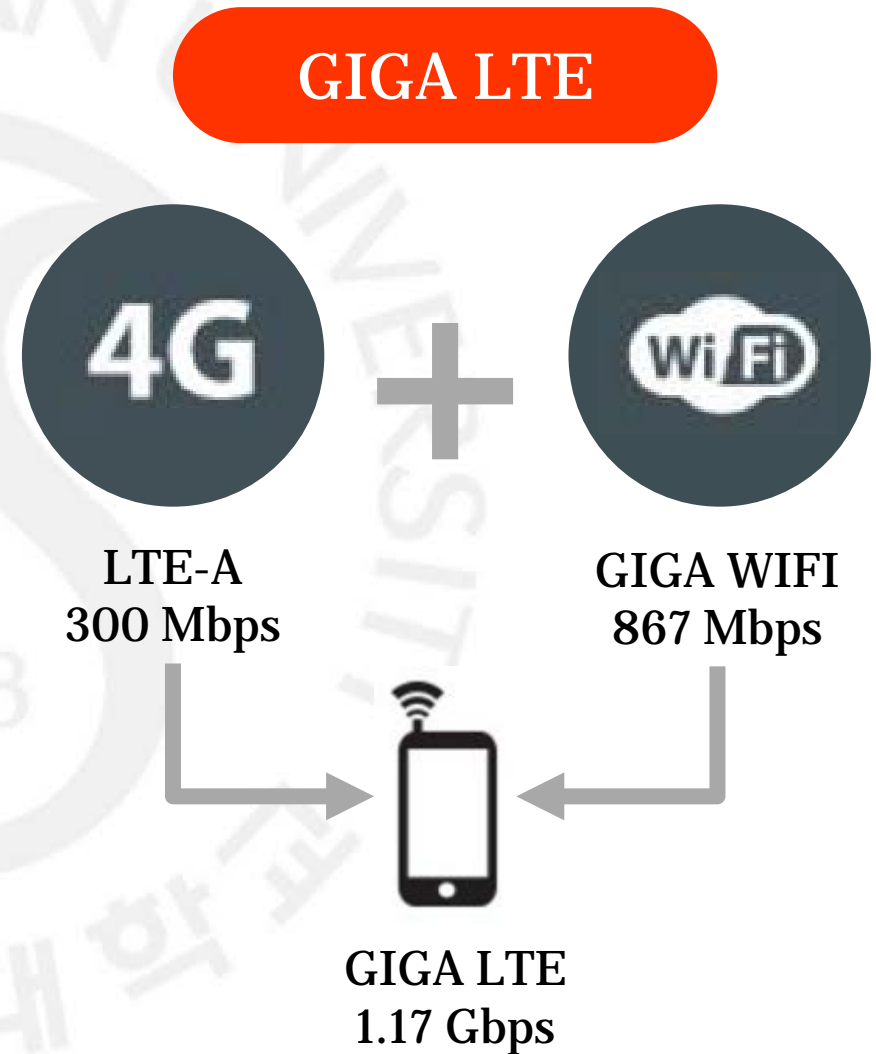 GIGA LTE
4G
WiFi
LTE-A
300 Mbps
GIGA WIFI
867 Mbps
GIGA LTE
1.17 Gbps